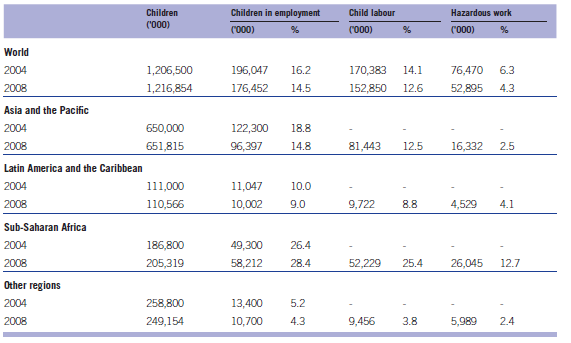 Children Children in employment Child labour Hazardous work
('000) ('000) % ('000) % ('000) %
World
2004 1,206,500 196,047 16.2 170,383 14.1 76,470 6.3
2008 1,216,854 176,452 14.5 152,850 12.6 52,895 4.3
Asia and the Pacific
2004 650,000 122,300 18.8 - - - -
2008 651,815 96,397 14.8 81,443 12.5 16,332 2.5
Latin America and the Caribbean
2004 111,000 11,047 10.0 - - - -
2008 110,566 10,002 9.0 9,722 8.8 4,529 4.1
Sub-Saharan Africa
2004 186,800 49,300 26.4 - - - -
2008 205,319 58,212 28.4 52,229 25.4 26,045 12.7
Other regions
2004 258,800 13,400 5.2 - - - -
2008 249,154 10,700 4.3 9,456 3.8 5,989 2.4